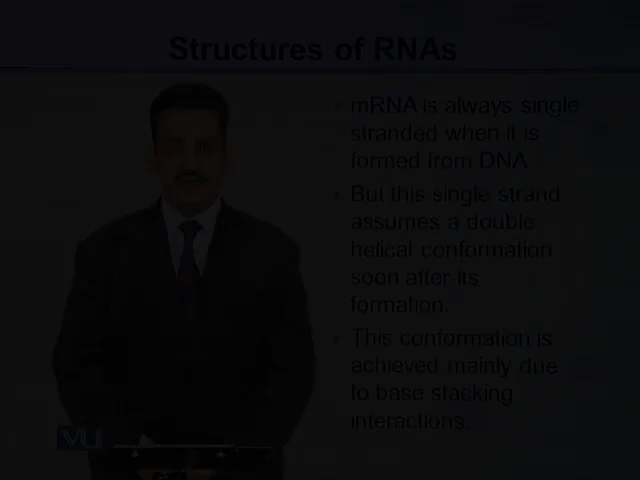 Structures of RNAs
• mRNA is always single
stranded when it is
formed from DNA
• But this single strand
assumes a double
helical conformation
soon after its
formation.
• This conformation is
achieved mainly due
to base stacking
interactions.
VU